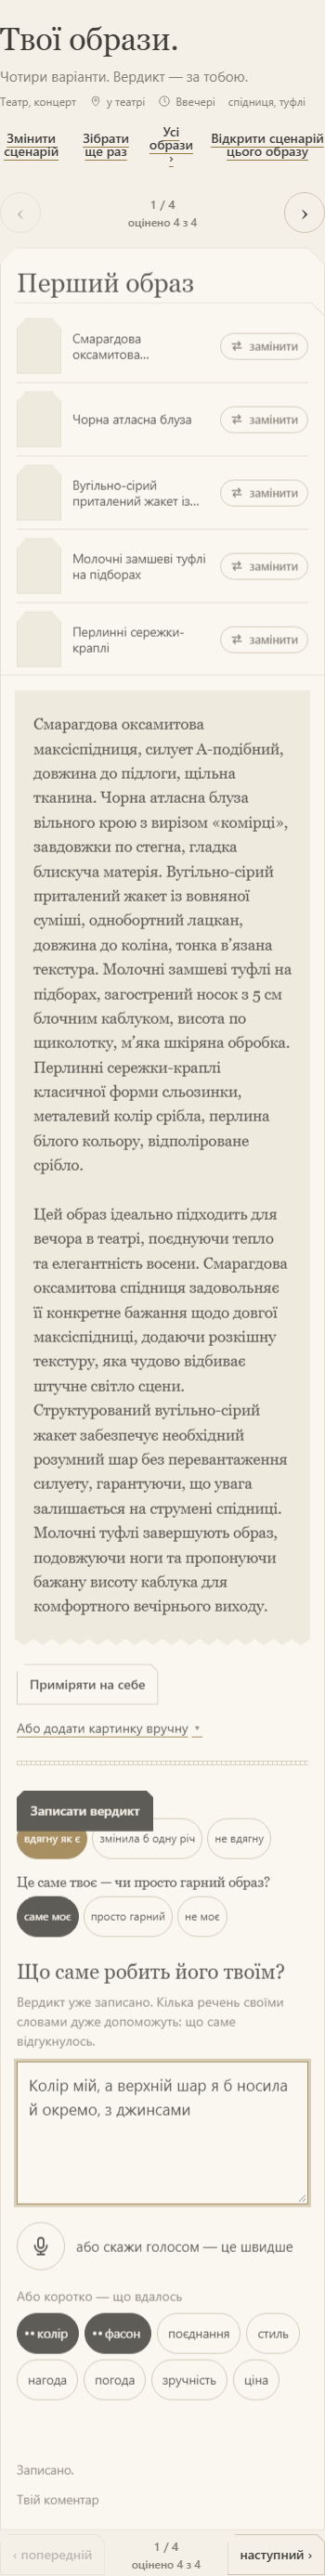 Твої образи.
Чотири варіанти. Вердикт — за тобою.
Театр, концерт у театрі Ввечері спідниця, туфлі
Змінити сценарій
Зібрати ще раз
Усі образи ›
Відкрити сценарій цього образу
‹
1 / 4
оцінено 4 з 4
›
Перший образ
Смарагдова
оксамитова…
замінити
Чорна атласна блуза
замінити
Вугільно-сірий
приталений жакет із…
замінити
Молочні замшеві туфлі
на підборах
замінити
Перлинні сережки-
краплі
замінити
Смарагдова оксамитова
максіспідниця, силует А-подібний,
довжина до підлоги, щільна
тканина. Чорна атласна блуза
вільного крою з вирізом «комірці»,
завдовжки по стегна, гладка
блискуча матерія. Вугільно-сірий
приталений жакет із вовняної
суміші, однобортний лацкан,
довжина до коліна, тонка в’язана
текстура. Молочні замшеві туфлі на
підборах, загострений носок з 5 см
блочним каблуком, висота по
щиколотку, м’яка шкіряна обробка.
Перлинні сережки-краплі
класичної форми сльозинки,
металевий колір срібла, перлина
білого кольору, відполіроване
срібло.
Цей образ ідеально підходить для
вечора в театрі, поєднуючи тепло
та елегантність восени. Смарагдова
оксамитова спідниця задовольняє
її конкретне бажання щодо довгої
максіспідниці, додаючи розкішну
текстуру, яка чудово відбиває
штучне світло сцени.
Структурований вугільно-сірий
жакет забезпечує необхідний
розумний шар без перевантаження
силуету, гарантуючи, що увага
залишається на струмені спідниці.
Молочні туфлі завершують образ,
подовжуючи ноги та пропонуючи
бажану висоту каблука для
комфортного вечірнього виходу.
Приміряти на себе
Або додати картинку вручну
Записати вердикт
вдягну як є змінила б одну річ не вдягну
Це саме твоє — чи просто гарний образ?
саме моє просто гарний не моє
Що саме робить його твоїм?
Вердикт уже записано. Кілька речень своїми
словами дуже допоможуть: що саме
відгукнулось.
Колір мій, а верхній шар я б носила
й окремо, з джинсами
або скажи голосом — це швидше
Або коротко — що вдалось
•• колір •• фасон поєднання стиль
нагода погода зручність ціна
Записано.
Твій коментар
‹ попередній
1 / 4
оцінено 4 з 4
наступний ›